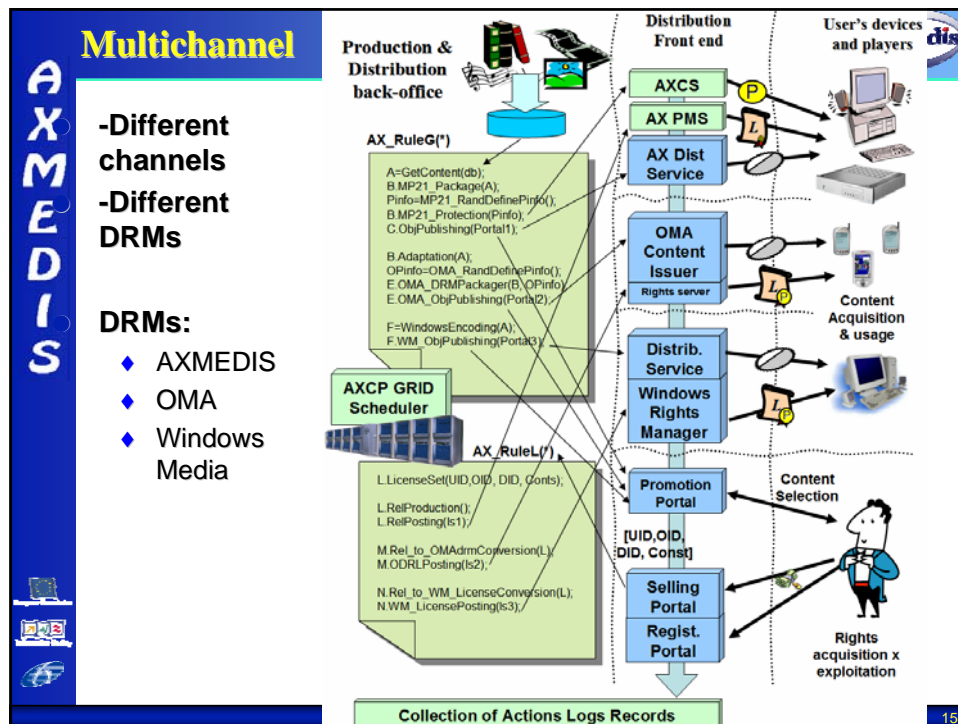 Multichannel
AXMEDIS
-Different
channels
-Different
DRMs
DRMs:
AXMEDIS
OMA
Windows
Media
Production &
Distribution
back-office
Distribution
Front end
User's devices
and players
dis
AX_RuleG(*)
A=GetContent(db);
B.MP21_Package(A);
Pinfo=MP21_RandDefinePinfo();
B.MP21_Protection(Pinfo);
C.ObjPublishing(Portal1);
B.Adaptation(A);
OPinfo=OMA_RandDefinePinfo();
E.OMA_DRMPackager(B, OPinfo)
E.OMA_ObjPublishing(Portal2);
F=WindowsEncoding(A);
F.WM_ObjPublishing(Portal3);
AXCP GRID
Scheduler
AX_RuleL(*)
L.LicenseSet(UID,OID, DID, Conts);
L.RelProduction();
L.RelPosting(ls1);
M.Rel_to_OMAdrmConversion(L);
M.ODRLPosting(ls2);
N.Rel_to_WM_LicenseConversion(L);
N.WM_LicensePosting(ls3);
AXCS
P
AX PMS
L
AX Dist
Service
OMA
Content
Issuer
Rights server
L
P
Content
Acquisition
& usage
Distrib.
Service
Windows
Rights
Manager
L
P
Promotion
Portal
Content
Selection
[UID,OID,
DID, Const]
Selling
Portal
Regist.
Portal
Rights
acquisition x
exploitation
Collection of Actions Logs Records
15